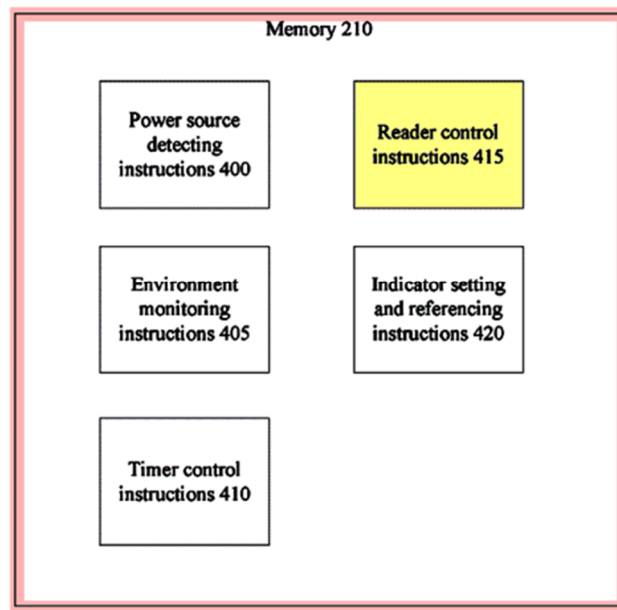 Memory 210
Power source
detecting
instructions 400
Reader control
instructions 415
Environment
monitoring
instructions 405
Indicator setting
and referencing
instructions 420
Timer control
instructions 410